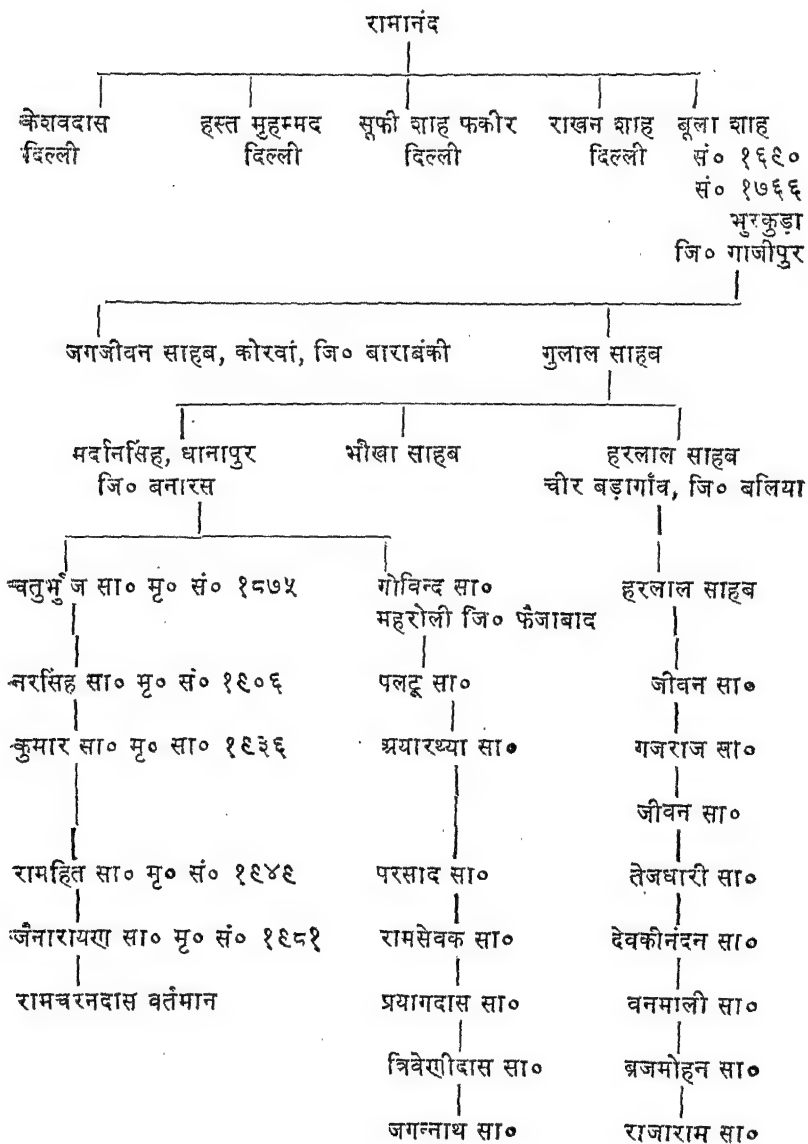 रामानंद
केशवदास हस्त मुहम्मद सूफी शाह फकीर राखन शाह बूला शाह
दिल्ली दिल्ली दिल्ली दिल्ली सं० १६९०
सं० १७६६
भुरकुड़ा
जि० गाजीपुर
जगजीवन साहब, कोरवां, जि० बाराबंकी गुलाल साहब
मर्दानसिंह, धानापुर भीखा साहब हरलाल साहब
जि० बनारस चीर बड़ागाँव, जि० बलिया
चतुर्भुज सा० मृ० सं० १८७५ गोविन्द सा० हरलाल साहब
महरोली जि० फैजाबाद
नरसिंह सा० मृ० सं० १९०६ पलटू सा० जीवन सा०
कुमार सा० मृ० सा० १९३६ अयारथ्या सा० गजराज सा०
जीवन सा०
रामहित सा० मृ० सं० १९४९ परसाद सा० तेजधारी सा०
जैनारायण सा० मृ० सं० १९८१ रामसेवक सा० देवकीनंदन सा०
रामचरनदास वर्तमान प्रयागदास सा० वनमाली सा०
त्रिवेणीदास सा० ब्रजमोहन सा०
जगन्नाथ सा० राजाराम सा०